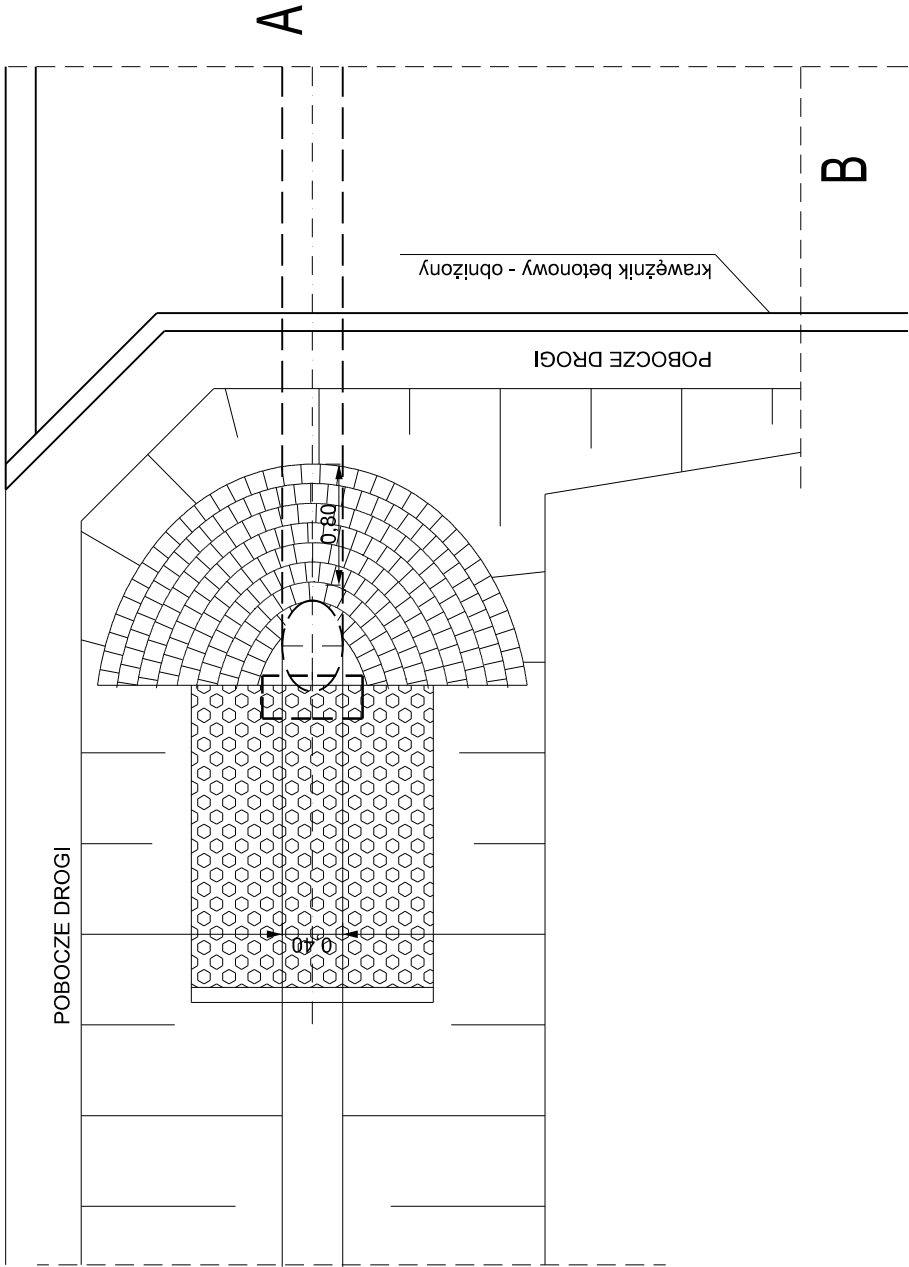 A
B
krawężnik betonowy - obniżony
POBOCZE DROGI
0,80
POBOCZE DROGI
0,40